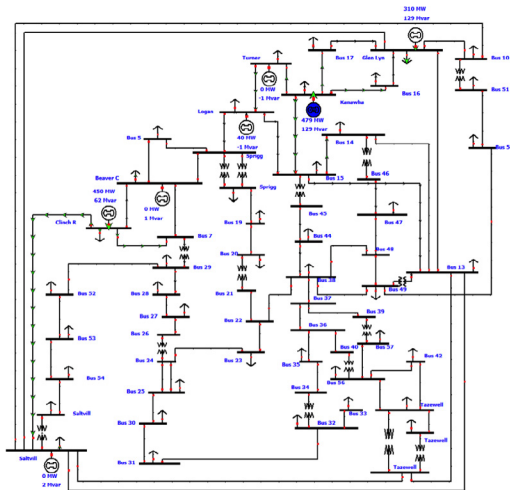 310 MW
129 Mvar
Turner
Bus 17
Glen Lyn
Bus 10
0 MW
-1 Mvar
Bus 51
Kanawha
Bus 16
479 MW
129 Mvar
Logan
40 MW
-1 Mvar
Bus 5
Bus 14
Bus 5
Sprigg
Beaver C
Bus 15
Bus 46
450 MW
62 Mvar
0 MW
1 Mvar
Sprigg
Bus 45
Bus 47
Clinch R
Bus 7
Bus 19
Bus 44
Bus 48
Bus 20
Bus 29
Bus 38
Bus 13
Bus 49
Bus 52
Bus 28
Bus 21
Bus 37
Bus 27
Bus 22
Bus 39
Bus 53
Bus 26
Bus 36
Bus 57
Bus 24
Bus 33
Bus 40
Bus 42
Bus 54
Bus 35
Bus 56
Bus 25
Bus 34
Saltvill
Bus 33
Tazewell
Bus 30
Bus 32
Tazewell
Saltvill
Bus 31
Tazewell
0 MW
2 Mvar